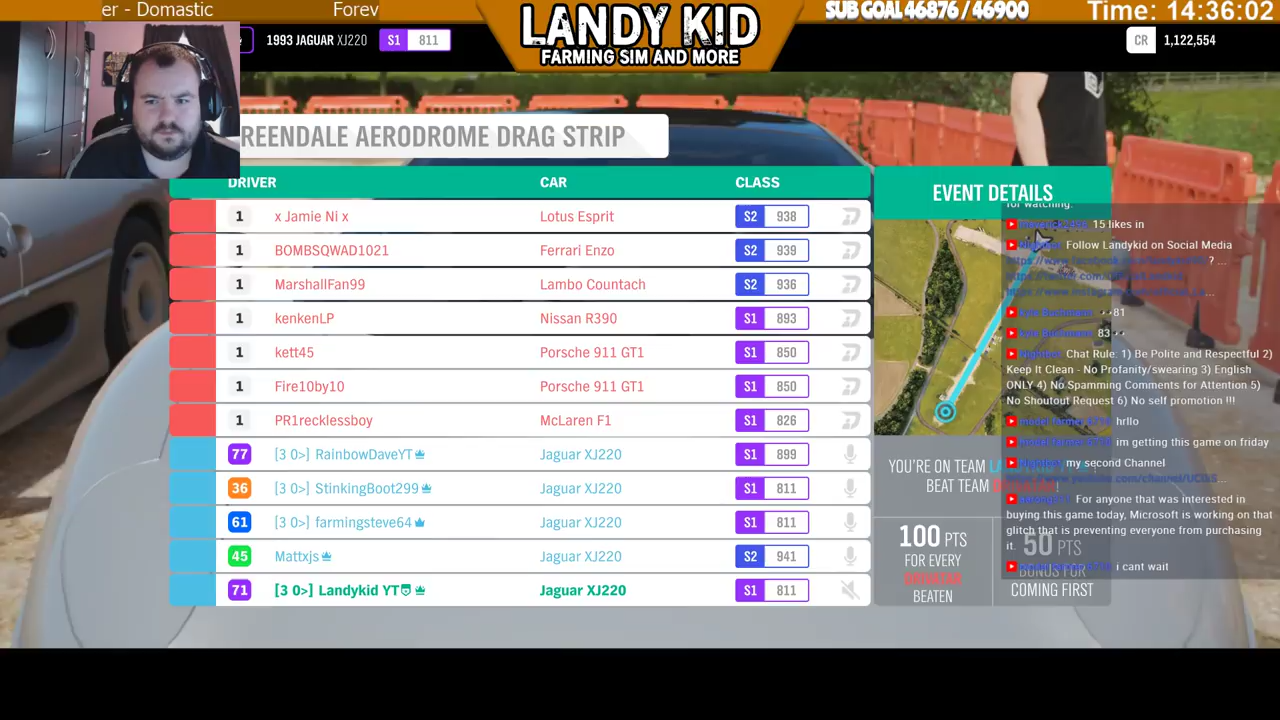 er - Domastic
Forev
LANDY KID
FARMING SIM AND MORE
SUB GOAL 46876 / 46900
Time: 14:36:02
1993 JAGUAR XJ220 S1 811
CR 1,122,554
REENDALE AERODROME DRAG STRIP
DRIVER CAR CLASS
1 x Jamie Ni x Lotus Esprit S2 938
1 BOMBSQWAD1021 Ferrari Enzo S2 939
1 MarshallFan99 Lambo Countach S2 936
1 kenkenLP Nissan R390 S1 893
1 kett45 Porsche 911 GT1 S1 850
1 Fire10by10 Porsche 911 GT1 S1 850
1 PR1recklessboy McLaren F1 S1 826
77 [3 0>] RainbowDaveYT Jaguar XJ220 S1 899
36 [3 0>] StinkingBoot299 Jaguar XJ220 S1 811
61 [3 0>] farmingsteve64 Jaguar XJ220 S1 811
45 Mattxjs Jaguar XJ220 S2 941
71 [3 0>] Landykid YT Jaguar XJ220 S1 811
EVENT DETAILS
for watching.
15 likes in
Follow Landykid on Social Media
? ...
81
83
Chat Rule: 1) Be Polite and Respectful 2)
Keep It Clean - No Profanity/swearing 3) English
ONLY 4) No Spamming Comments for Attention 5)
No Shoutout Request 6) No self promotion !!!
hrllo
im getting this game on friday
my second Channel
For anyone that was interested in
buying this game today, Microsoft is working on that
glitch that is preventing everyone from purchasing
it.
i cant wait
YOU'RE ON TEAM
BEAT TEAM
100 PTS
FOR EVERY
BEATEN
50 PTS
BONUS FOR
COMING FIRST